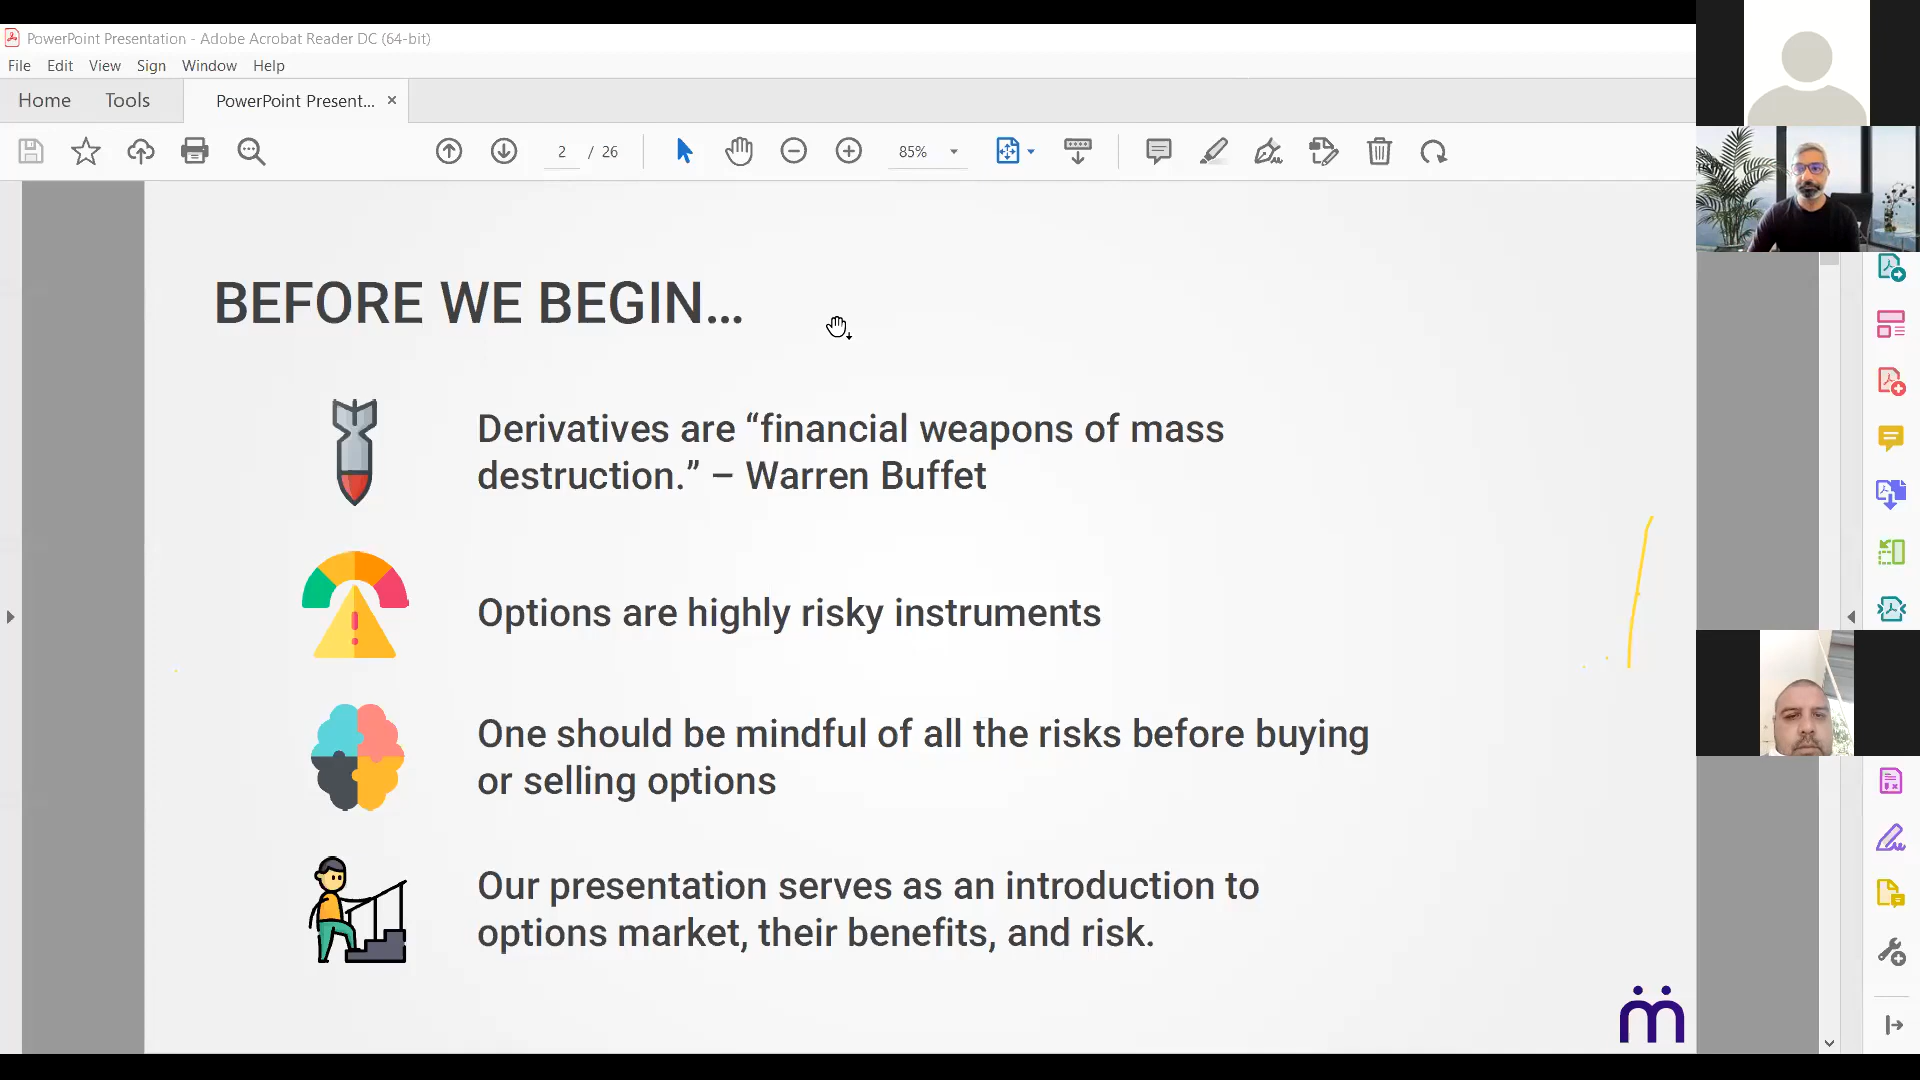 PowerPoint Presentation - Adobe Acrobat Reader DC (64-bit)
File Edit View Sign Window Help
Home Tools PowerPoint Present... ×
2 / 26 85%
BEFORE WE BEGIN...
Derivatives are “financial weapons of mass
destruction.” – Warren Buffet
Options are highly risky instruments
One should be mindful of all the risks before buying
or selling options
Our presentation serves as an introduction to
options market, their benefits, and risk.